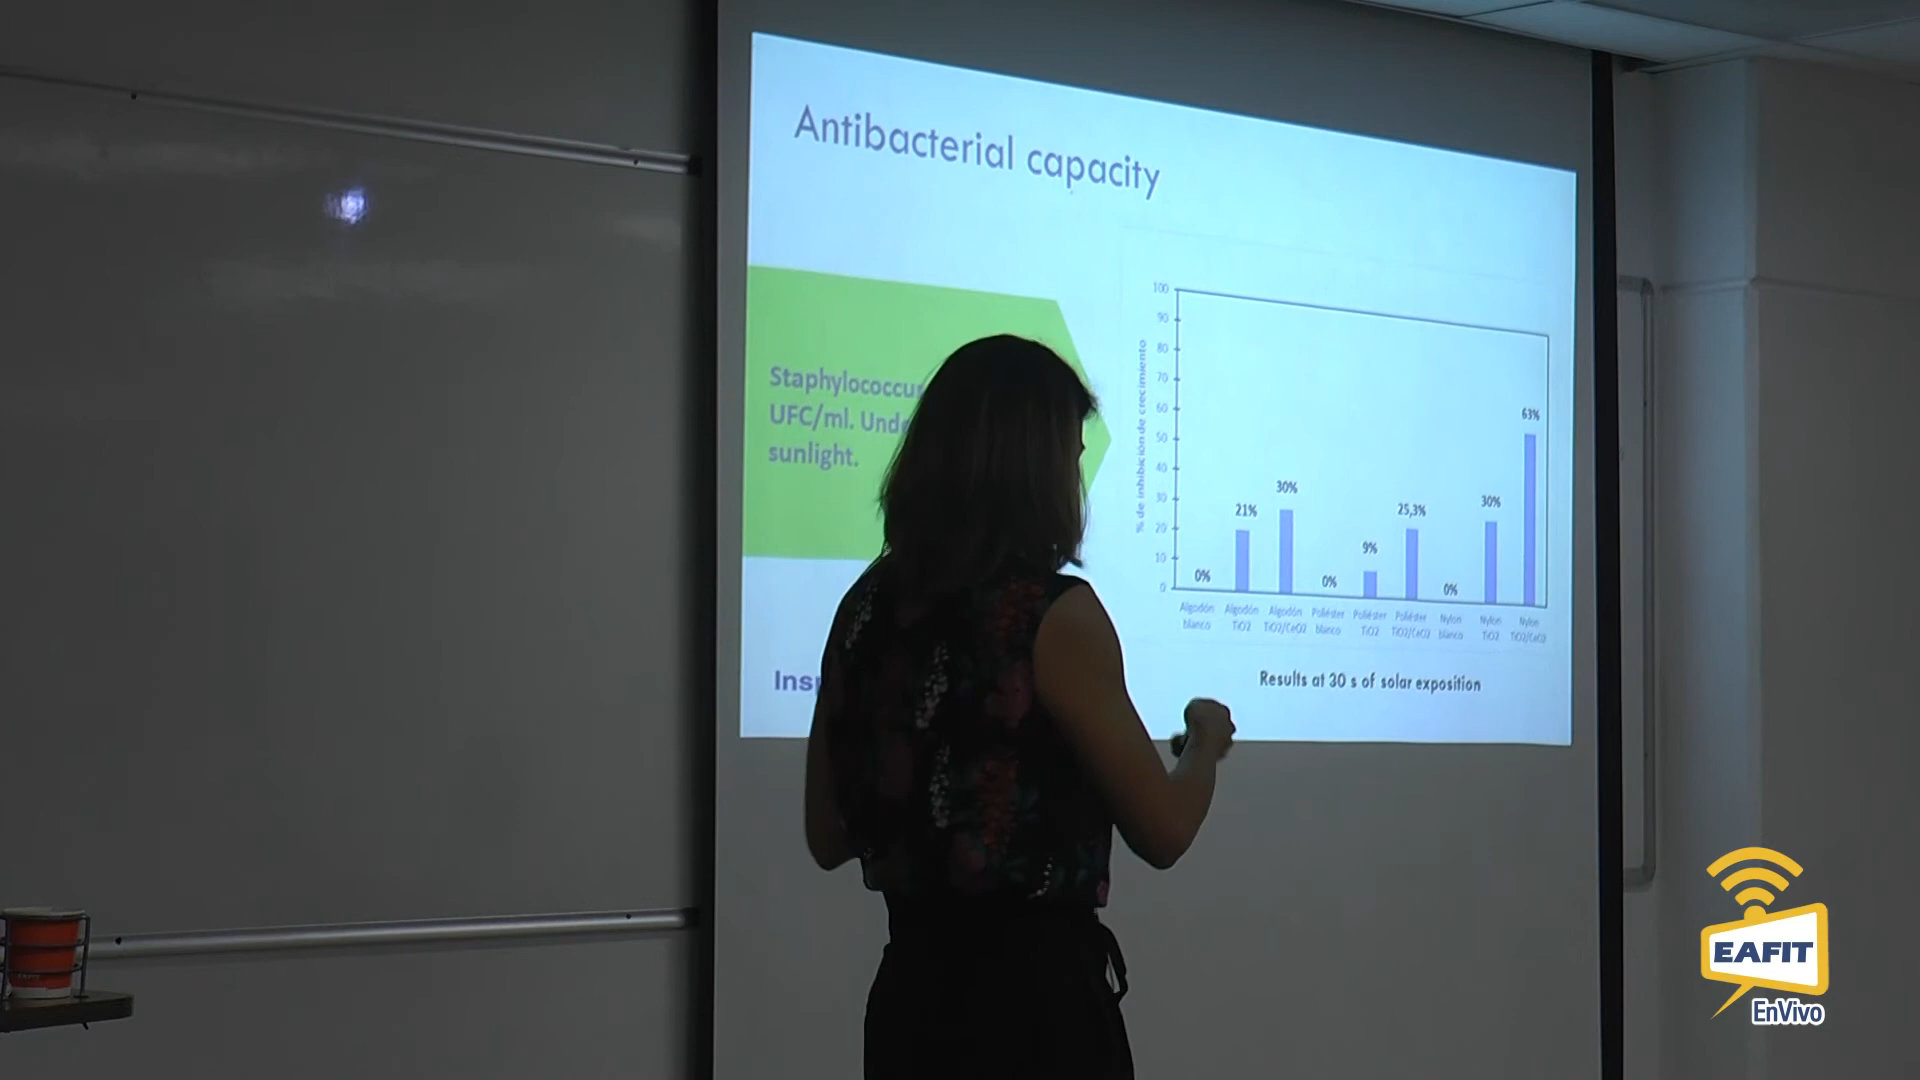 Antibacterial capacity
Staphylococcu
UFC/ml. Unde
sunlight.
Insp
% de inhibición de crecimiento
100
90
80
70
60
50
40
30
20
10
0
0%
21%
30%
0%
9%
25,3%
0%
30%
63%
Algodón blanco
Algodón TiO2
Algodón TiO2/CeO2
Poliéster blanco
Poliéster TiO2
Poliéster TiO2/CeO2
Nylon blanco
Nylon TiO2
Nylon TiO2/CeO2
Results at 30 s of solar exposition
EAFIT
EAFIT
EnVivo